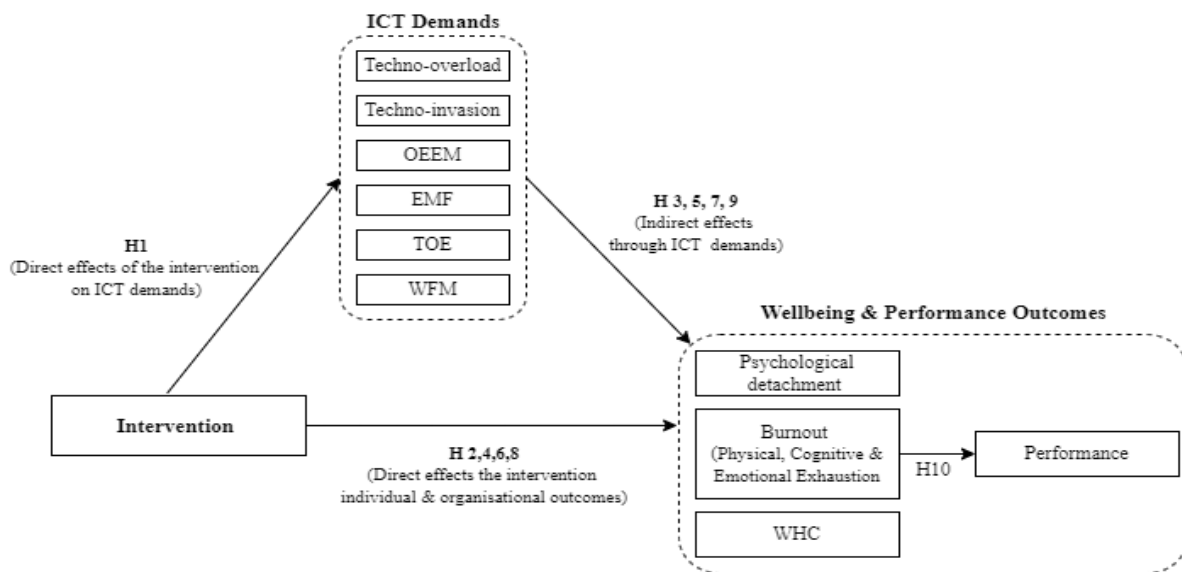 ICT Demands
Techno-overload
Techno-invasion
OEEM
EMF
TOE
WFM
H1
(Direct effects of the intervention
on ICT demands)
H 3, 5, 7, 9
(Indirect effects
through ICT demands)
Wellbeing & Performance Outcomes
Psychological
detachment
Intervention
H 2,4,6,8
(Direct effects the intervention
individual & organisational outcomes)
Burnout
(Physical, Cognitive &
Emotional Exhaustion
H10
Performance
WHC